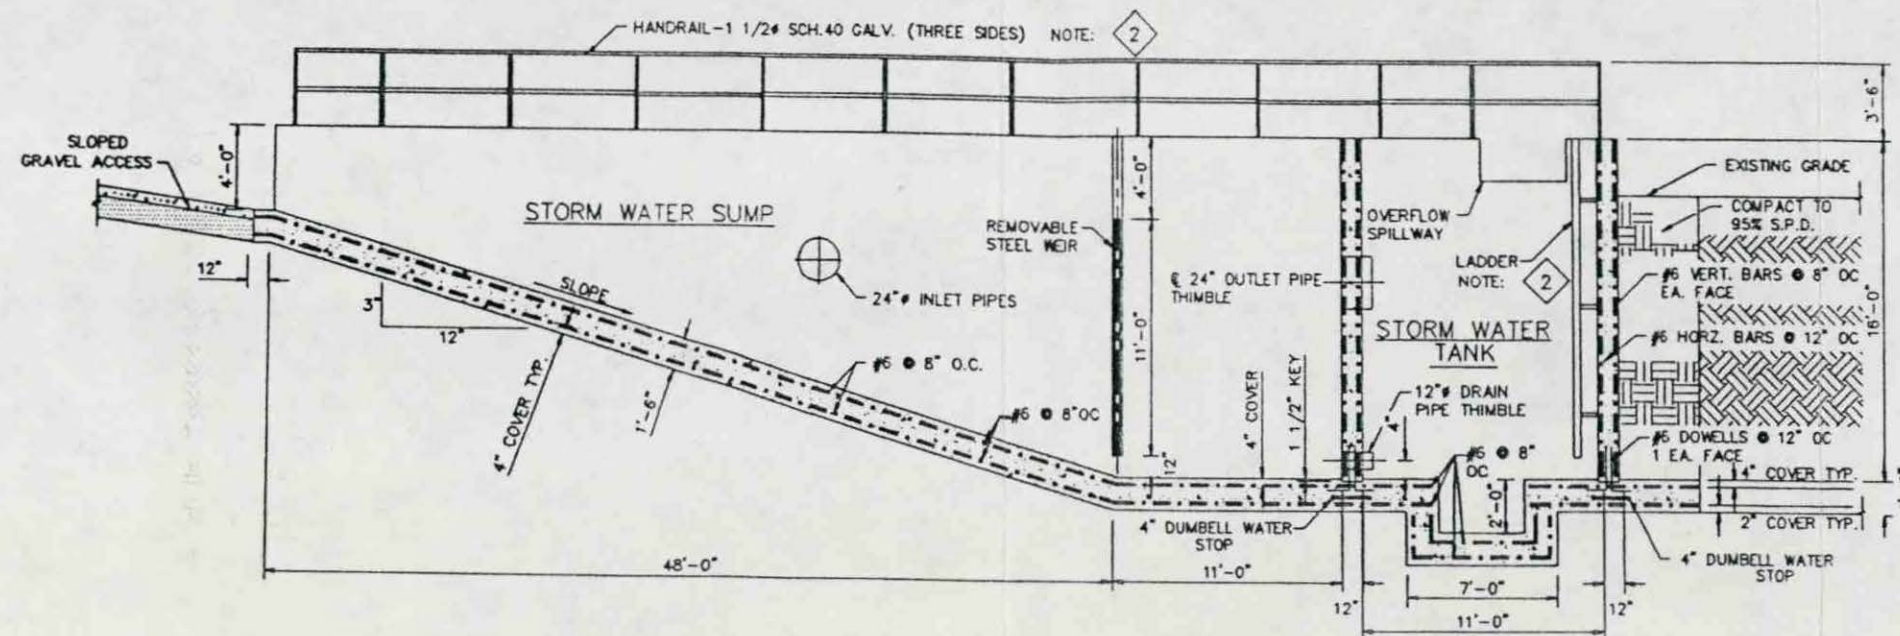 HANDRAIL-1 1/2ø SCH.40 GALV. (THREE SIDES) NOTE: 2
3'-6"
SLOPED
GRAVEL ACCESS
4'-0"
STORM WATER SUMP
4'-0"
REMOVABLE
STEEL WEIR
OVERFLOW
SPILLWAY
EXISTING GRADE
COMPACT TO
95% S.P.D.
12"
3"
12"
SLOPE
24"ø INLET PIPES
℄ 24" OUTLET PIPE
THIMBLE
LADDER
NOTE: 2
#6 VERT. BARS @ 8" OC
EA. FACE
16'-0"
STORM WATER
TANK
#6 HORZ. BARS @ 12" OC
11'-0"
4" COVER TYP.
1'-6"
#6 @ 8" O.C.
#6 @ 8"OC
4" COVER
1 1/2" KEY
12"ø DRAIN
PIPE THIMBLE
4"
#6 @ 8"
OC
#6 DOWELLS @ 12" OC
1 EA. FACE
12"
4" COVER TYP.
2'-0"
2" COVER TYP.
4" DUMBELL WATER
STOP
4" DUMBELL WATER
STOP
48'-0"
11'-0"
12"
7'-0"
12"
11'-0"